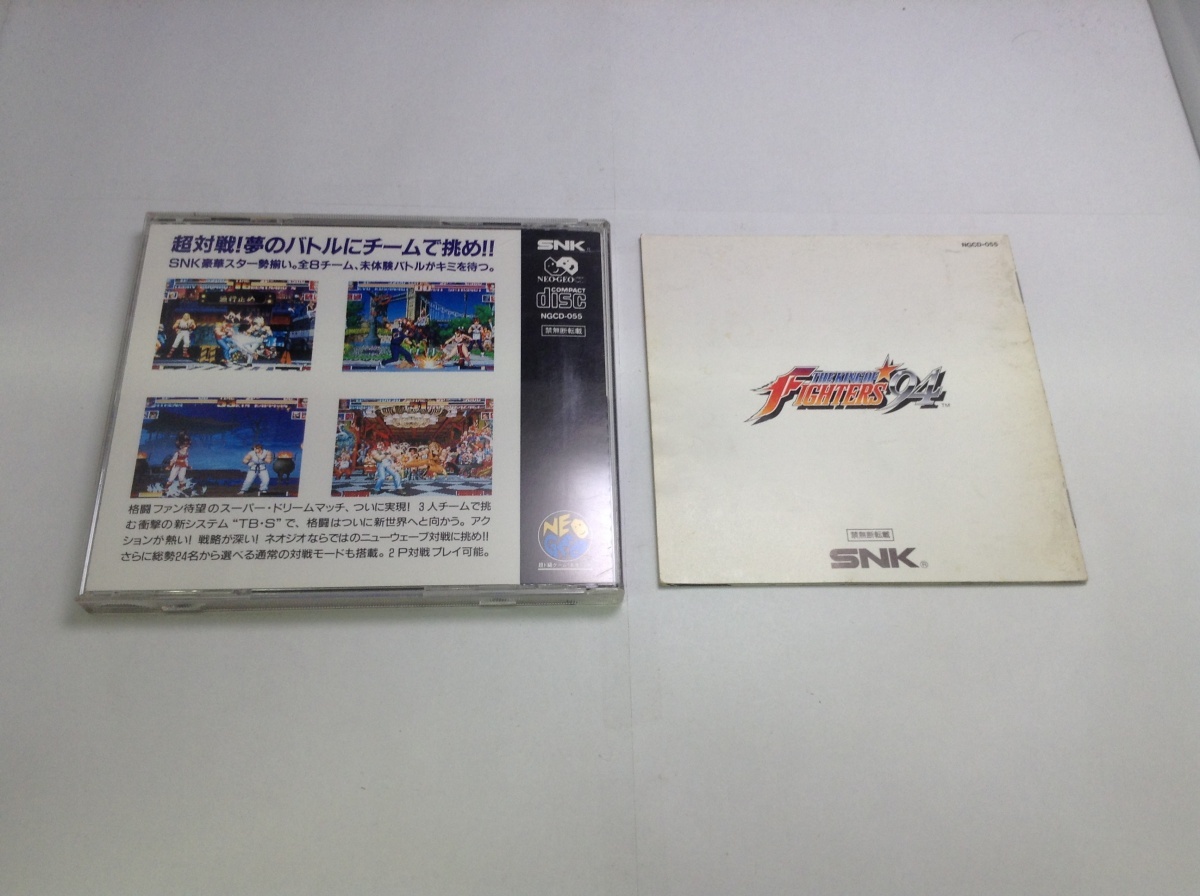 超対戦!夢のバトルにチームで挑め!!
SNK豪華スター勢揃い。全8チーム、未体験バトルがキミを待つ。
格闘ファン待望のスーパー・ドリームマッチ、ついに実現! 3人チームで挑
む衝撃の新システム“TB・S”で、格闘はついに新世界へと向かう。アク
ションが熱い! 戦略が深い! ネオジオならではのニューウェーブ対戦に挑め!!
さらに総勢24名から選べる通常の対戦モードも搭載。2P対戦プレイ可能。
SNK
NEOGEO
COMPACT
disc
NGCD-055
禁無断転載
NEO
NGCD-055
THE KING OF
FIGHTERS'94
TM
禁無断転載
SNK®